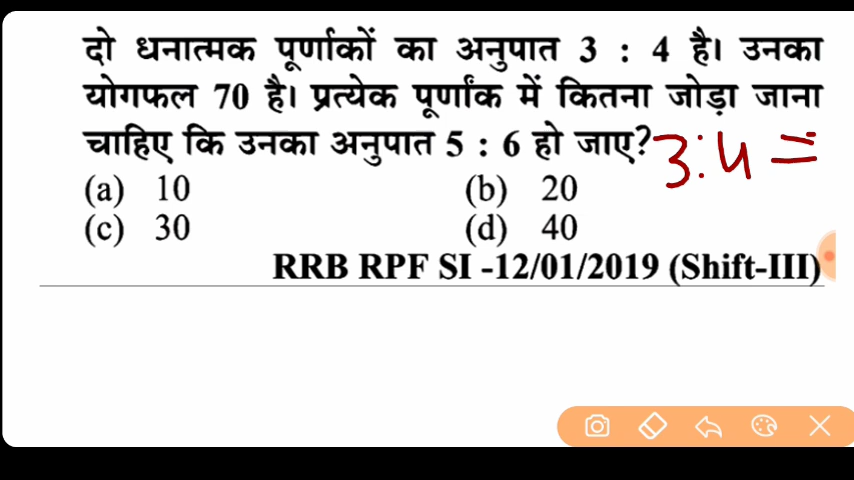 दो धनात्मक पूर्णाकों का अनुपात 3 : 4 है। उनका
योगफल 70 है। प्रत्येक पूर्णांक में कितना जोड़ा जाना
चाहिए कि उनका अनुपात 5 : 6 हो जाए? 3:4 =
(a) 10 (b) 20
(c) 30 (d) 40
RRB RPF SI -12/01/2019 (Shift-III)